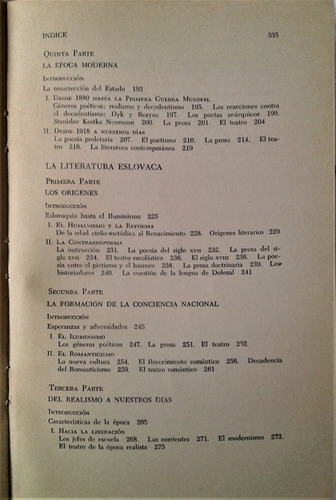 INDICE 335
QUINTA PARTE
LA EPOCA MODERNA
INTRODUCCIÓN
La resurrección del Estado 193
I. DESDE 1880 HASTA LA PRIMERA GUERRA MUNDIAL
Géneros poéticos: realismo y decadentismo 195. Las reacciones contra
el decadentismo: Dyk y Bezruc 197. Los poetas anárquicos 199.
Stanislav Kostka Neumann 200. La prosa 201. El teatro 204
II. DESDE 1918 A NUESTROS DÍAS
La poesía proletaria 207. El poetismo 210. La prosa 214. El tea-
tro 218. La literatura contemporánea 219
LA LITERATURA ESLOVACA
PRIMERA PARTE
LOS ORIGENES
INTRODUCCIÓN
Eslovaquia hasta el Iluminismo 225
I. EL HUMANISMO Y LA REFORMA
De la edad cirilo-metódica al Renacimiento 228. Orígenes literarios 229
II. LA CONTRARREFORMA
La instrucción 231. La poesía del siglo XVII 232. La prosa del si-
glo XVII 234. El teatro escolástico 236. El siglo XVIII 236. La poe-
sía entre el pietismo y el barroco 238. La prosa doctrinaria 239. Los
historiadores 240. La cuestión de la lengua de Dolezal 241
SEGUNDA PARTE
LA FORMACION DE LA CONCIENCIA NACIONAL
INTRODUCCIÓN
Esperanzas y adversidades 245
I. EL ILUMINISMO
Los géneros poéticos 247. La prosa 251. El teatro 252
II. EL ROMANTICISMO
La nueva cultura 254. El florecimiento romántico 256. Decadencia
del Romanticismo 259. El teatro romántico 261
TERCERA PARTE
DEL REALISMO A NUESTROS DIAS
INTRODUCCIÓN
Características de la época 265
I. HACIA LA LIBERACIÓN
Los jefes de escuela 268. Las corrientes 271. El modernismo 273.
El teatro de la época realista 275